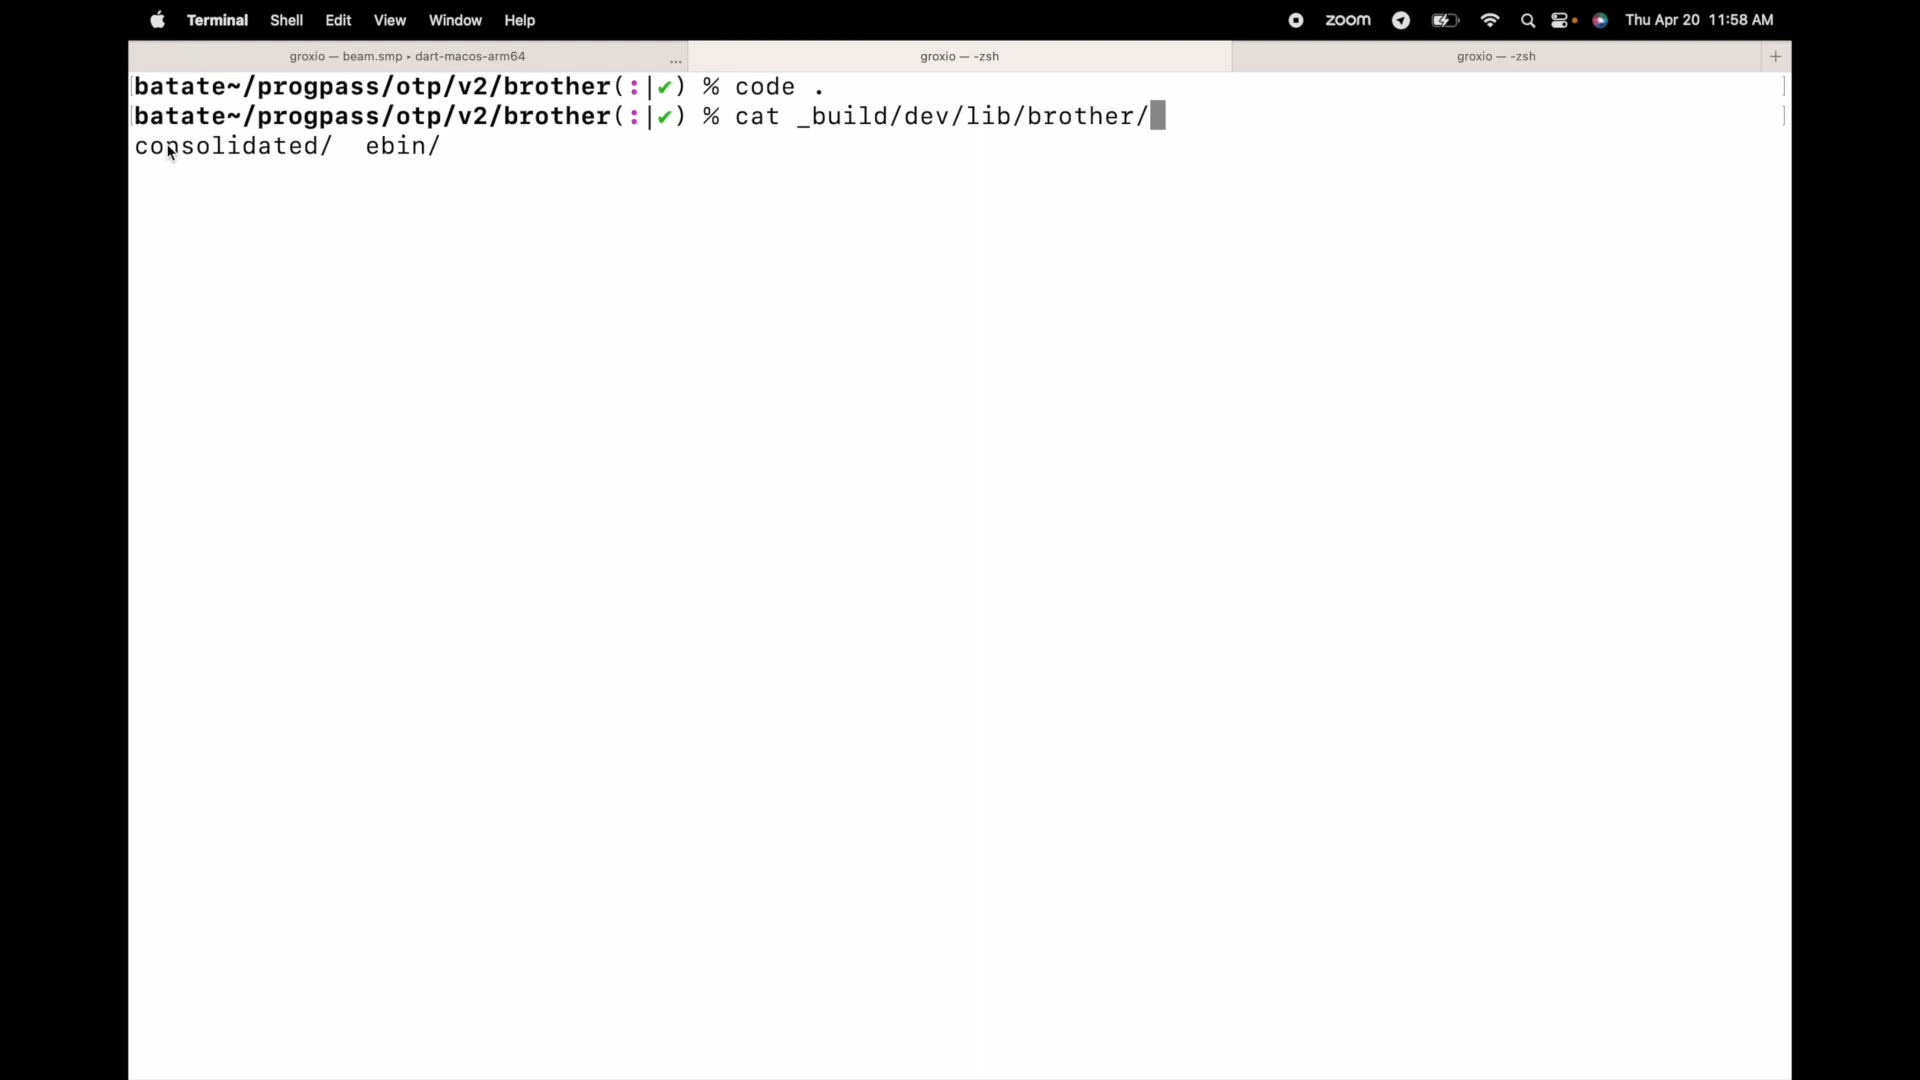 Terminal Shell Edit View Window Help zoom Thu Apr 20 11:58 AM
groxio — beam.smp ▸ dart-macos-arm64 ... groxio — -zsh groxio — -zsh +
batate~/progpass/otp/v2/brother(:|✔) % code .
batate~/progpass/otp/v2/brother(:|✔) % cat _build/dev/lib/brother/
consolidated/ ebin/